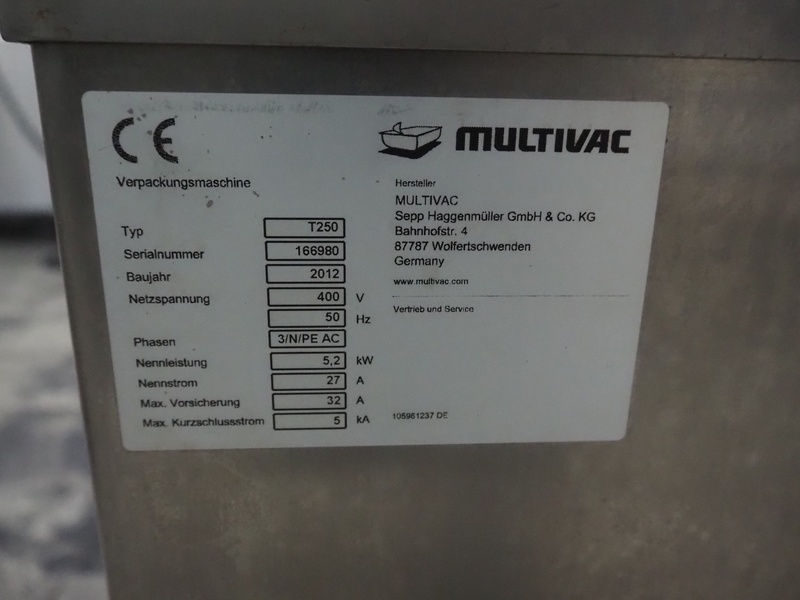 CE
MULTIVAC
Verpackungsmaschine
Typ T250
Serialnummer 166980
Baujahr 2012
Netzspannung 400 V
50 Hz
Phasen 3/N/PE AC
Nennleistung 5,2 kW
Nennstrom 27 A
Max. Vorsicherung 32 A
Max. Kurzschlussstrom 5 kA
Hersteller
MULTIVAC
Sepp Haggenmüller GmbH & Co. KG
Bahnhofstr. 4
87787 Wolfertschwenden
Germany
www.multivac.com
Vertrieb und Service
105961237 DE